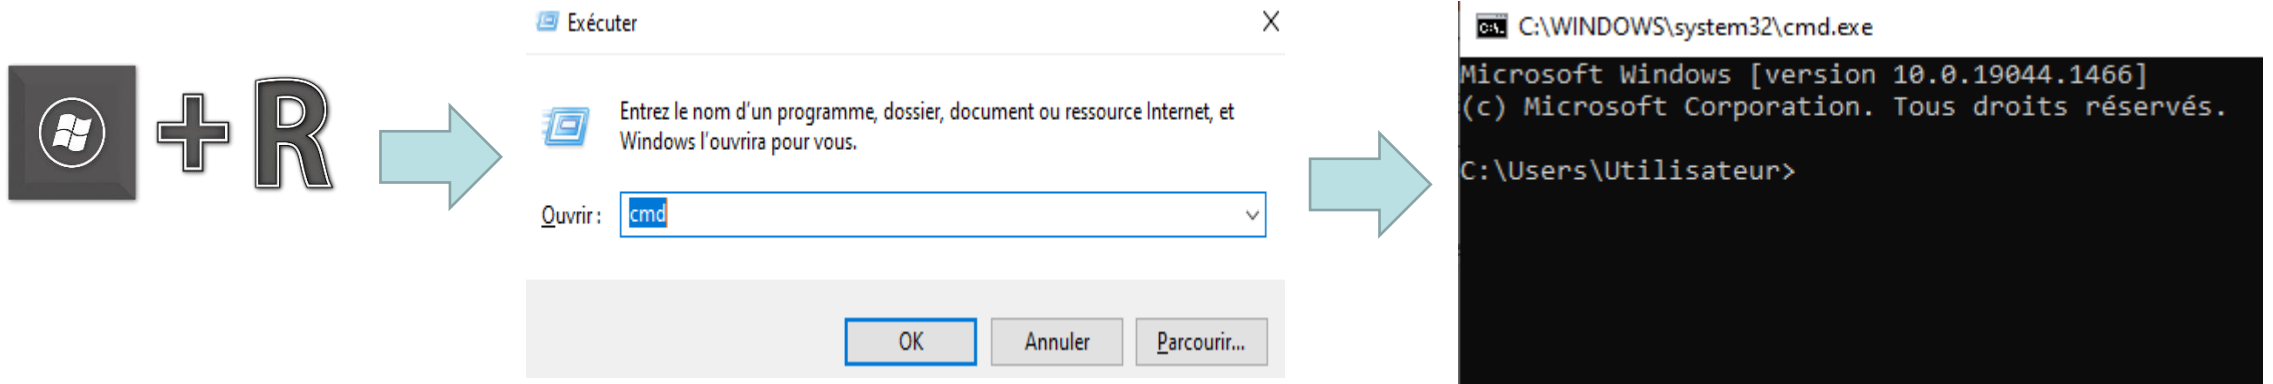 + R
Exécuter
Entrez le nom d'un programme, dossier, document ou ressource Internet, et
Windows l'ouvrira pour vous.
Ouvrir :
cmd
OK
Annuler
Parcourir...
C:\WINDOWS\system32\cmd.exe
Microsoft Windows [version 10.0.19044.1466]
(c) Microsoft Corporation. Tous droits réservés.
C:\Users\Utilisateur>